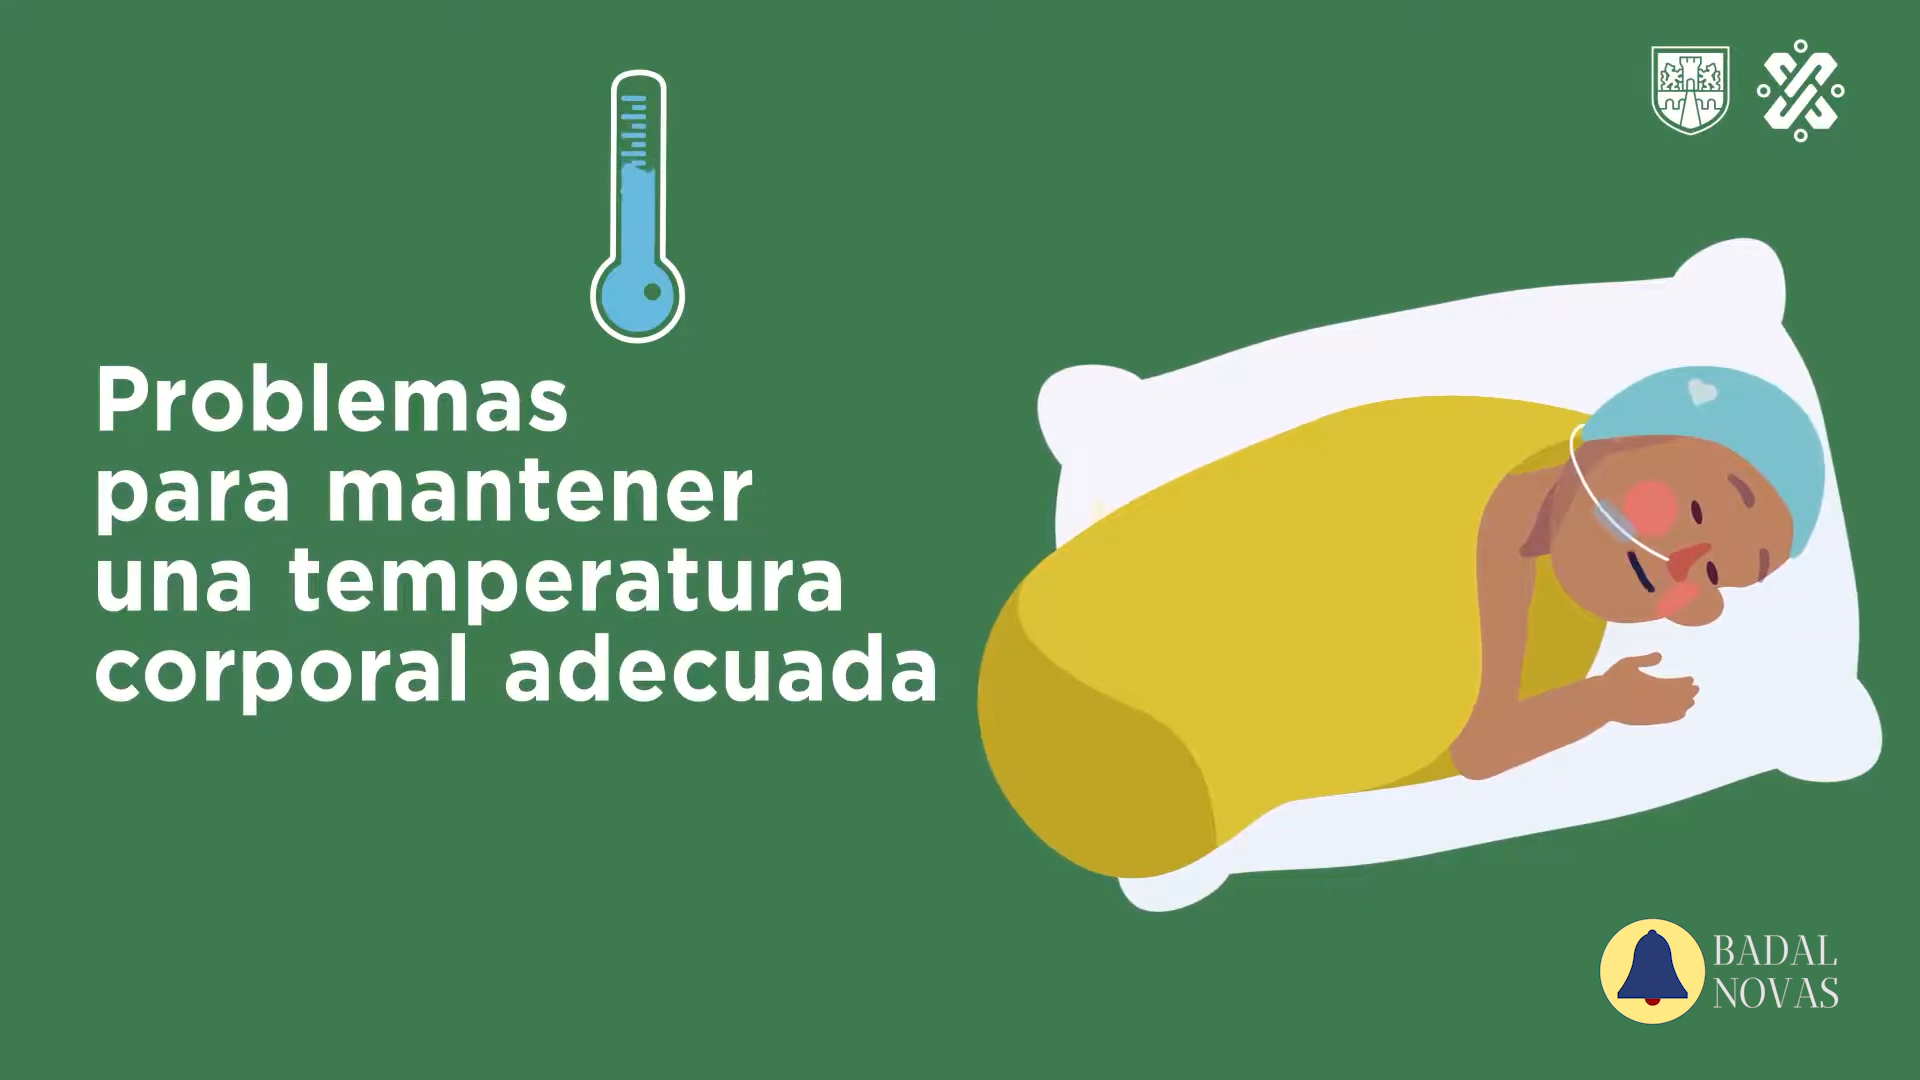 Problemas
para mantener
una temperatura
corporal adecuada
BADAL
NOVAS